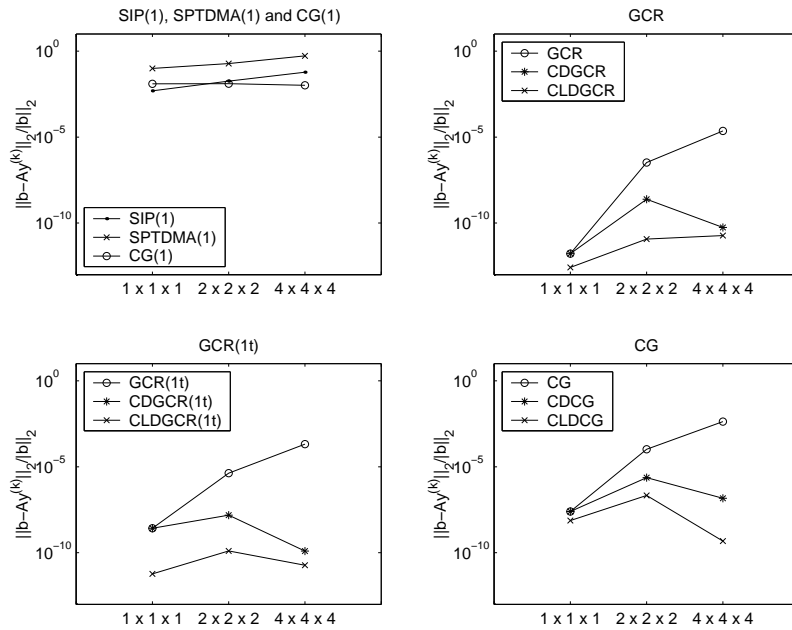 SIP(1), SPTDMA(1) and CG(1)
10^0
10^−5
10^−10
||b−Ay^(k)||_2/|b||_2
SIP(1)
SPTDMA(1)
CG(1)
1 x 1 x 1
2 x 2 x 2
4 x 4 x 4
GCR
10^0
10^−5
10^−10
||b−Ay^(k)||_2/|b||_2
GCR
CDGCR
CLDGCR
1 x 1 x 1
2 x 2 x 2
4 x 4 x 4
GCR(1t)
10^0
10^−5
10^−10
||b−Ay^(k)||_2/|b||_2
GCR(1t)
CDGCR(1t)
CLDGCR(1t)
1 x 1 x 1
2 x 2 x 2
4 x 4 x 4
CG
10^0
10^−5
10^−10
||b−Ay^(k)||_2/|b||_2
CG
CDCG
CLDCG
1 x 1 x 1
2 x 2 x 2
4 x 4 x 4